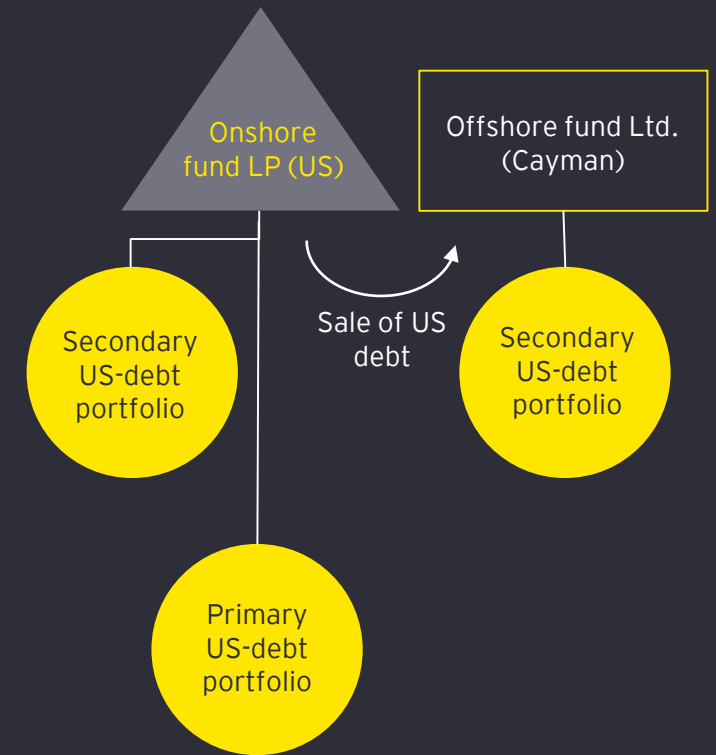 Onshore
fund LP (US)
Offshore fund Ltd.
(Cayman)
Sale of US
debt
Secondary
US-debt
portfolio
Secondary
US-debt
portfolio
Primary
US-debt
portfolio